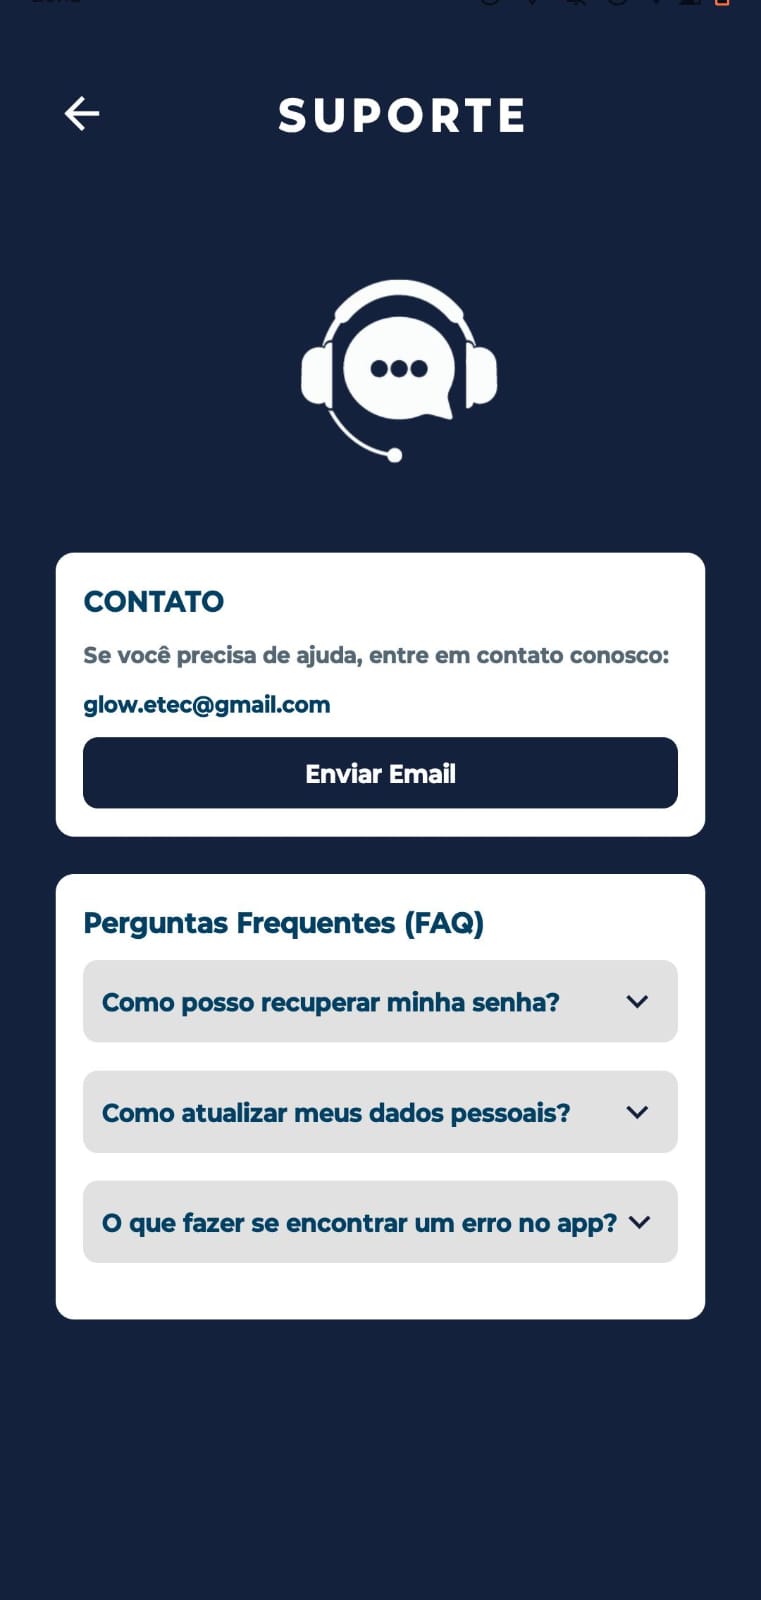 SUPORTE
CONTATO
Se você precisa de ajuda, entre em contato conosco:
glow.etec@gmail.com
Enviar Email
Perguntas Frequentes (FAQ)
Como posso recuperar minha senha?
Como atualizar meus dados pessoais?
O que fazer se encontrar um erro no app?